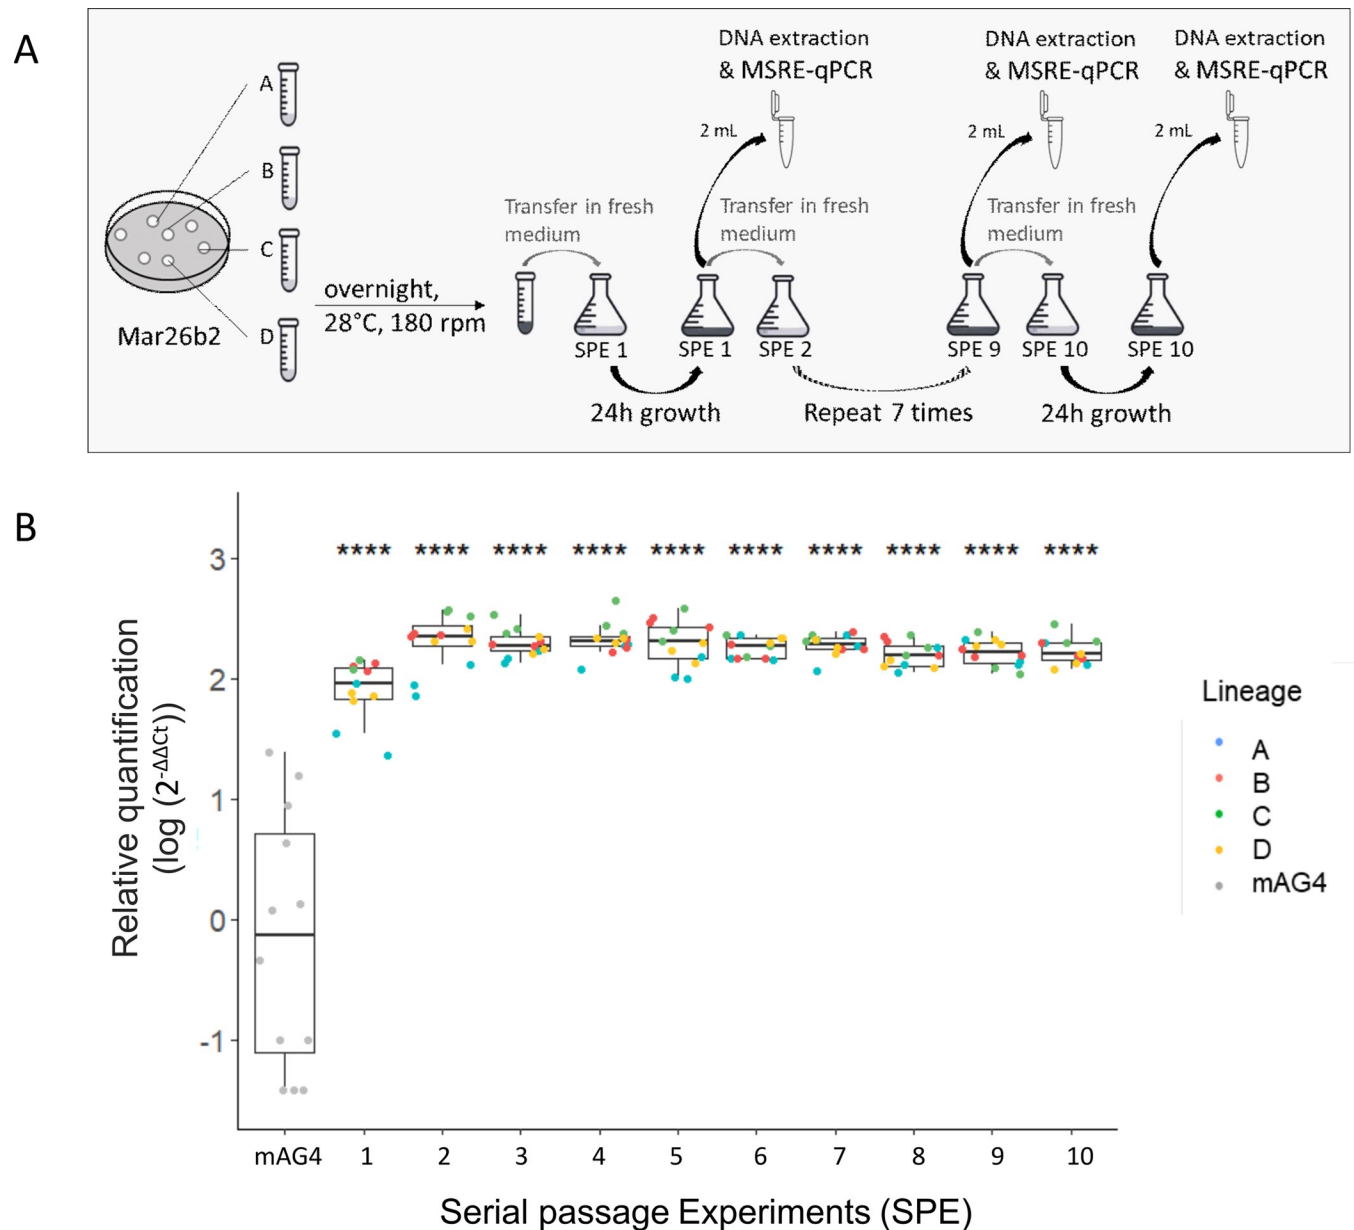 A
DNA extraction
& MSRE-qPCR
DNA extraction
& MSRE-qPCR
DNA extraction
& MSRE-qPCR
A
B
C
D
Mar26b2
overnight,
28°C, 180 rpm
2 mL
2 mL
2 mL
Transfer in fresh
medium
Transfer in fresh
medium
Transfer in fresh
medium
SPE 1
SPE 1
SPE 2
SPE 9
SPE 10
SPE 10
24h growth
Repeat 7 times
24h growth
B
Relative quantification
(log (2^-ΔΔCt))
3
2
1
0
-1
**** **** **** **** **** **** **** **** **** ****
mAG4 1 2 3 4 5 6 7 8 9 10
Serial passage Experiments (SPE)
Lineage
A
B
C
D
mAG4